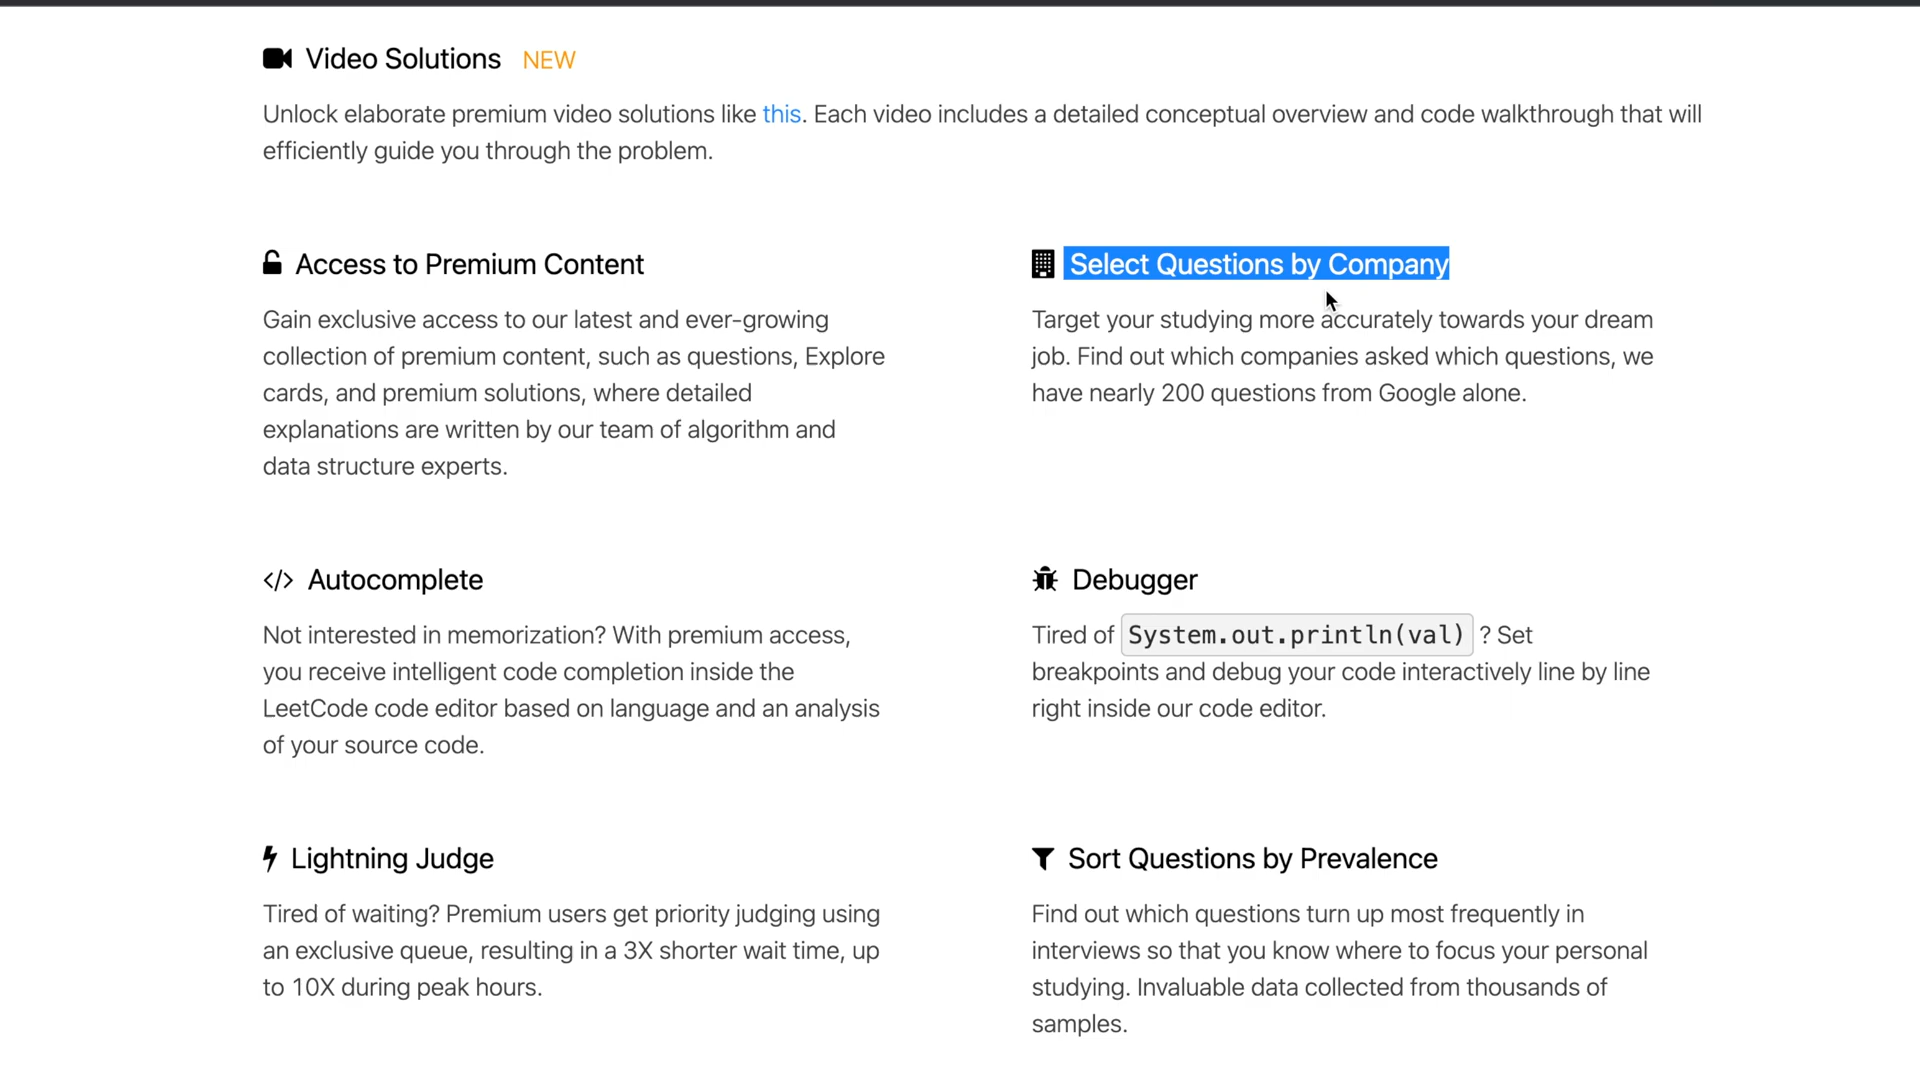 Video Solutions NEW
Unlock elaborate premium video solutions like this. Each video includes a detailed conceptual overview and code walkthrough that will
efficiently guide you through the problem.
Access to Premium Content
Gain exclusive access to our latest and ever-growing
collection of premium content, such as questions, Explore
cards, and premium solutions, where detailed
explanations are written by our team of algorithm and
data structure experts.
Select Questions by Company
Target your studying more accurately towards your dream
job. Find out which companies asked which questions, we
have nearly 200 questions from Google alone.
</> Autocomplete
Not interested in memorization? With premium access,
you receive intelligent code completion inside the
LeetCode code editor based on language and an analysis
of your source code.
Debugger
Tired of System.out.println(val) ? Set
breakpoints and debug your code interactively line by line
right inside our code editor.
Lightning Judge
Tired of waiting? Premium users get priority judging using
an exclusive queue, resulting in a 3X shorter wait time, up
to 10X during peak hours.
Sort Questions by Prevalence
Find out which questions turn up most frequently in
interviews so that you know where to focus your personal
studying. Invaluable data collected from thousands of
samples.